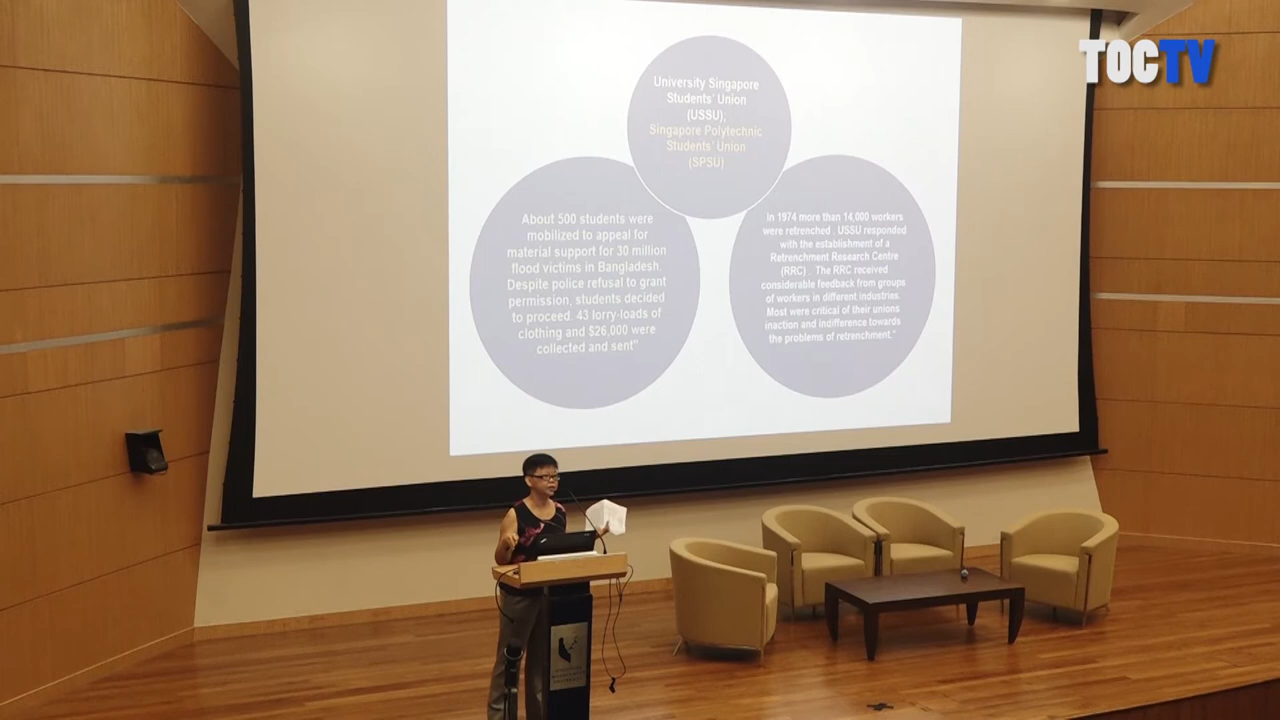 TOCTV
University Singapore
Students' Union
(USSU);
Singapore Polytechnic
Students' Union
(SPSU)
About 500 students were
mobilized to appeal for
material support for 30 million
flood victims in Bangladesh.
Despite police refusal to grant
permission, students decided
to proceed. 43 lorry-loads of
clothing and $26,000 were
collected and sent"
In 1974 more than 14,000 workers
were retrenched . USSU responded
with the establishment of a
Retrenchment Research Centre
(RRC) . The RRC received
considerable feedback from groups
of workers in different industries.
Most were critical of their unions
inaction and indifference towards
the problems of retrenchment."